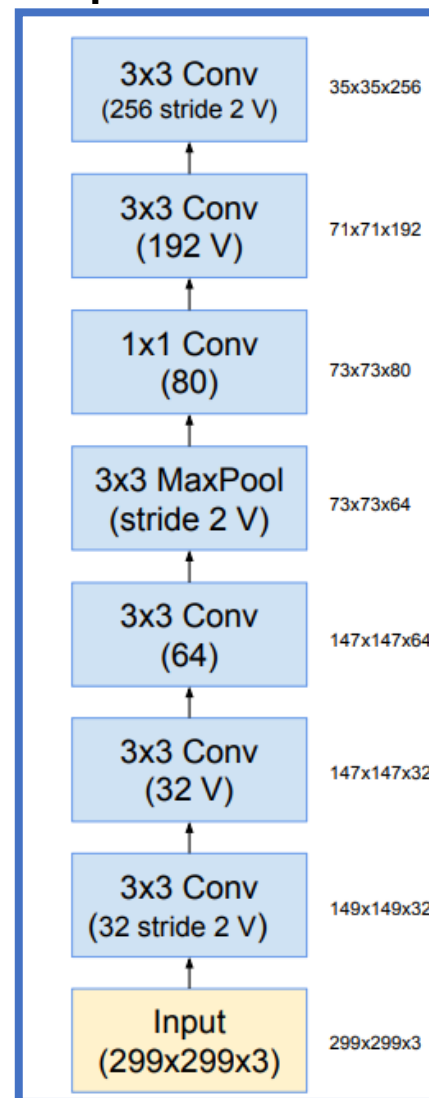 3x3 Conv
(256 stride 2 V)
35x35x256
3x3 Conv
(192 V)
71x71x192
1x1 Conv
(80)
73x73x80
3x3 MaxPool
(stride 2 V)
73x73x64
3x3 Conv
(64)
147x147x64
3x3 Conv
(32 V)
147x147x32
3x3 Conv
(32 stride 2 V)
149x149x32
Input
(299x299x3)
299x299x3